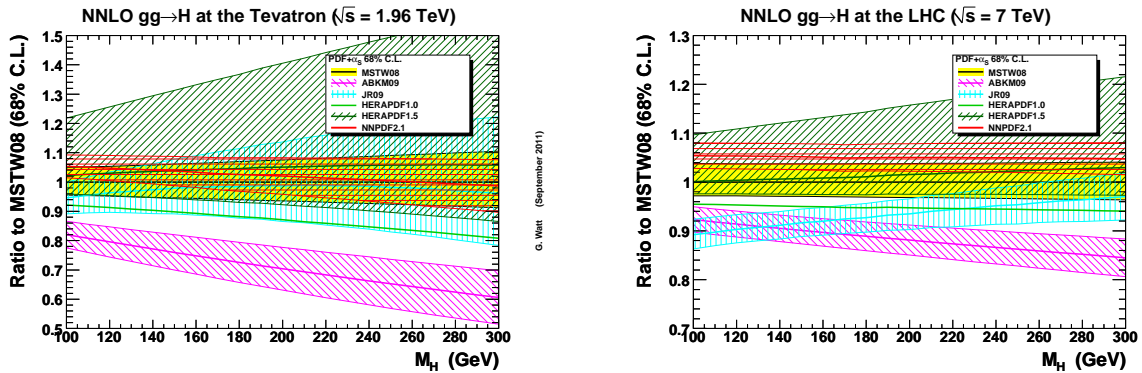 NNLO gg→H at the Tevatron (√s = 1.96 TeV)
Ratio to MSTW08 (68% C.L.)
1.5
1.4
1.3
1.2
1.1
1
0.9
0.8
0.7
0.6
0.5
PDF+αS 68% C.L.
MSTW08
ABKM09
JR09
HERAPDF1.0
HERAPDF1.5
NNPDF2.1
100 120 140 160 180 200 220 240 260 280 300
MH (GeV)
G. Watt (September 2011)
NNLO gg→H at the LHC (√s = 7 TeV)
Ratio to MSTW08 (68% C.L.)
1.3
1.2
1.1
1
0.9
0.8
0.7
PDF+αS 68% C.L.
MSTW08
ABKM09
JR09
HERAPDF1.0
HERAPDF1.5
NNPDF2.1
100 120 140 160 180 200 220 240 260 280 300
MH (GeV)